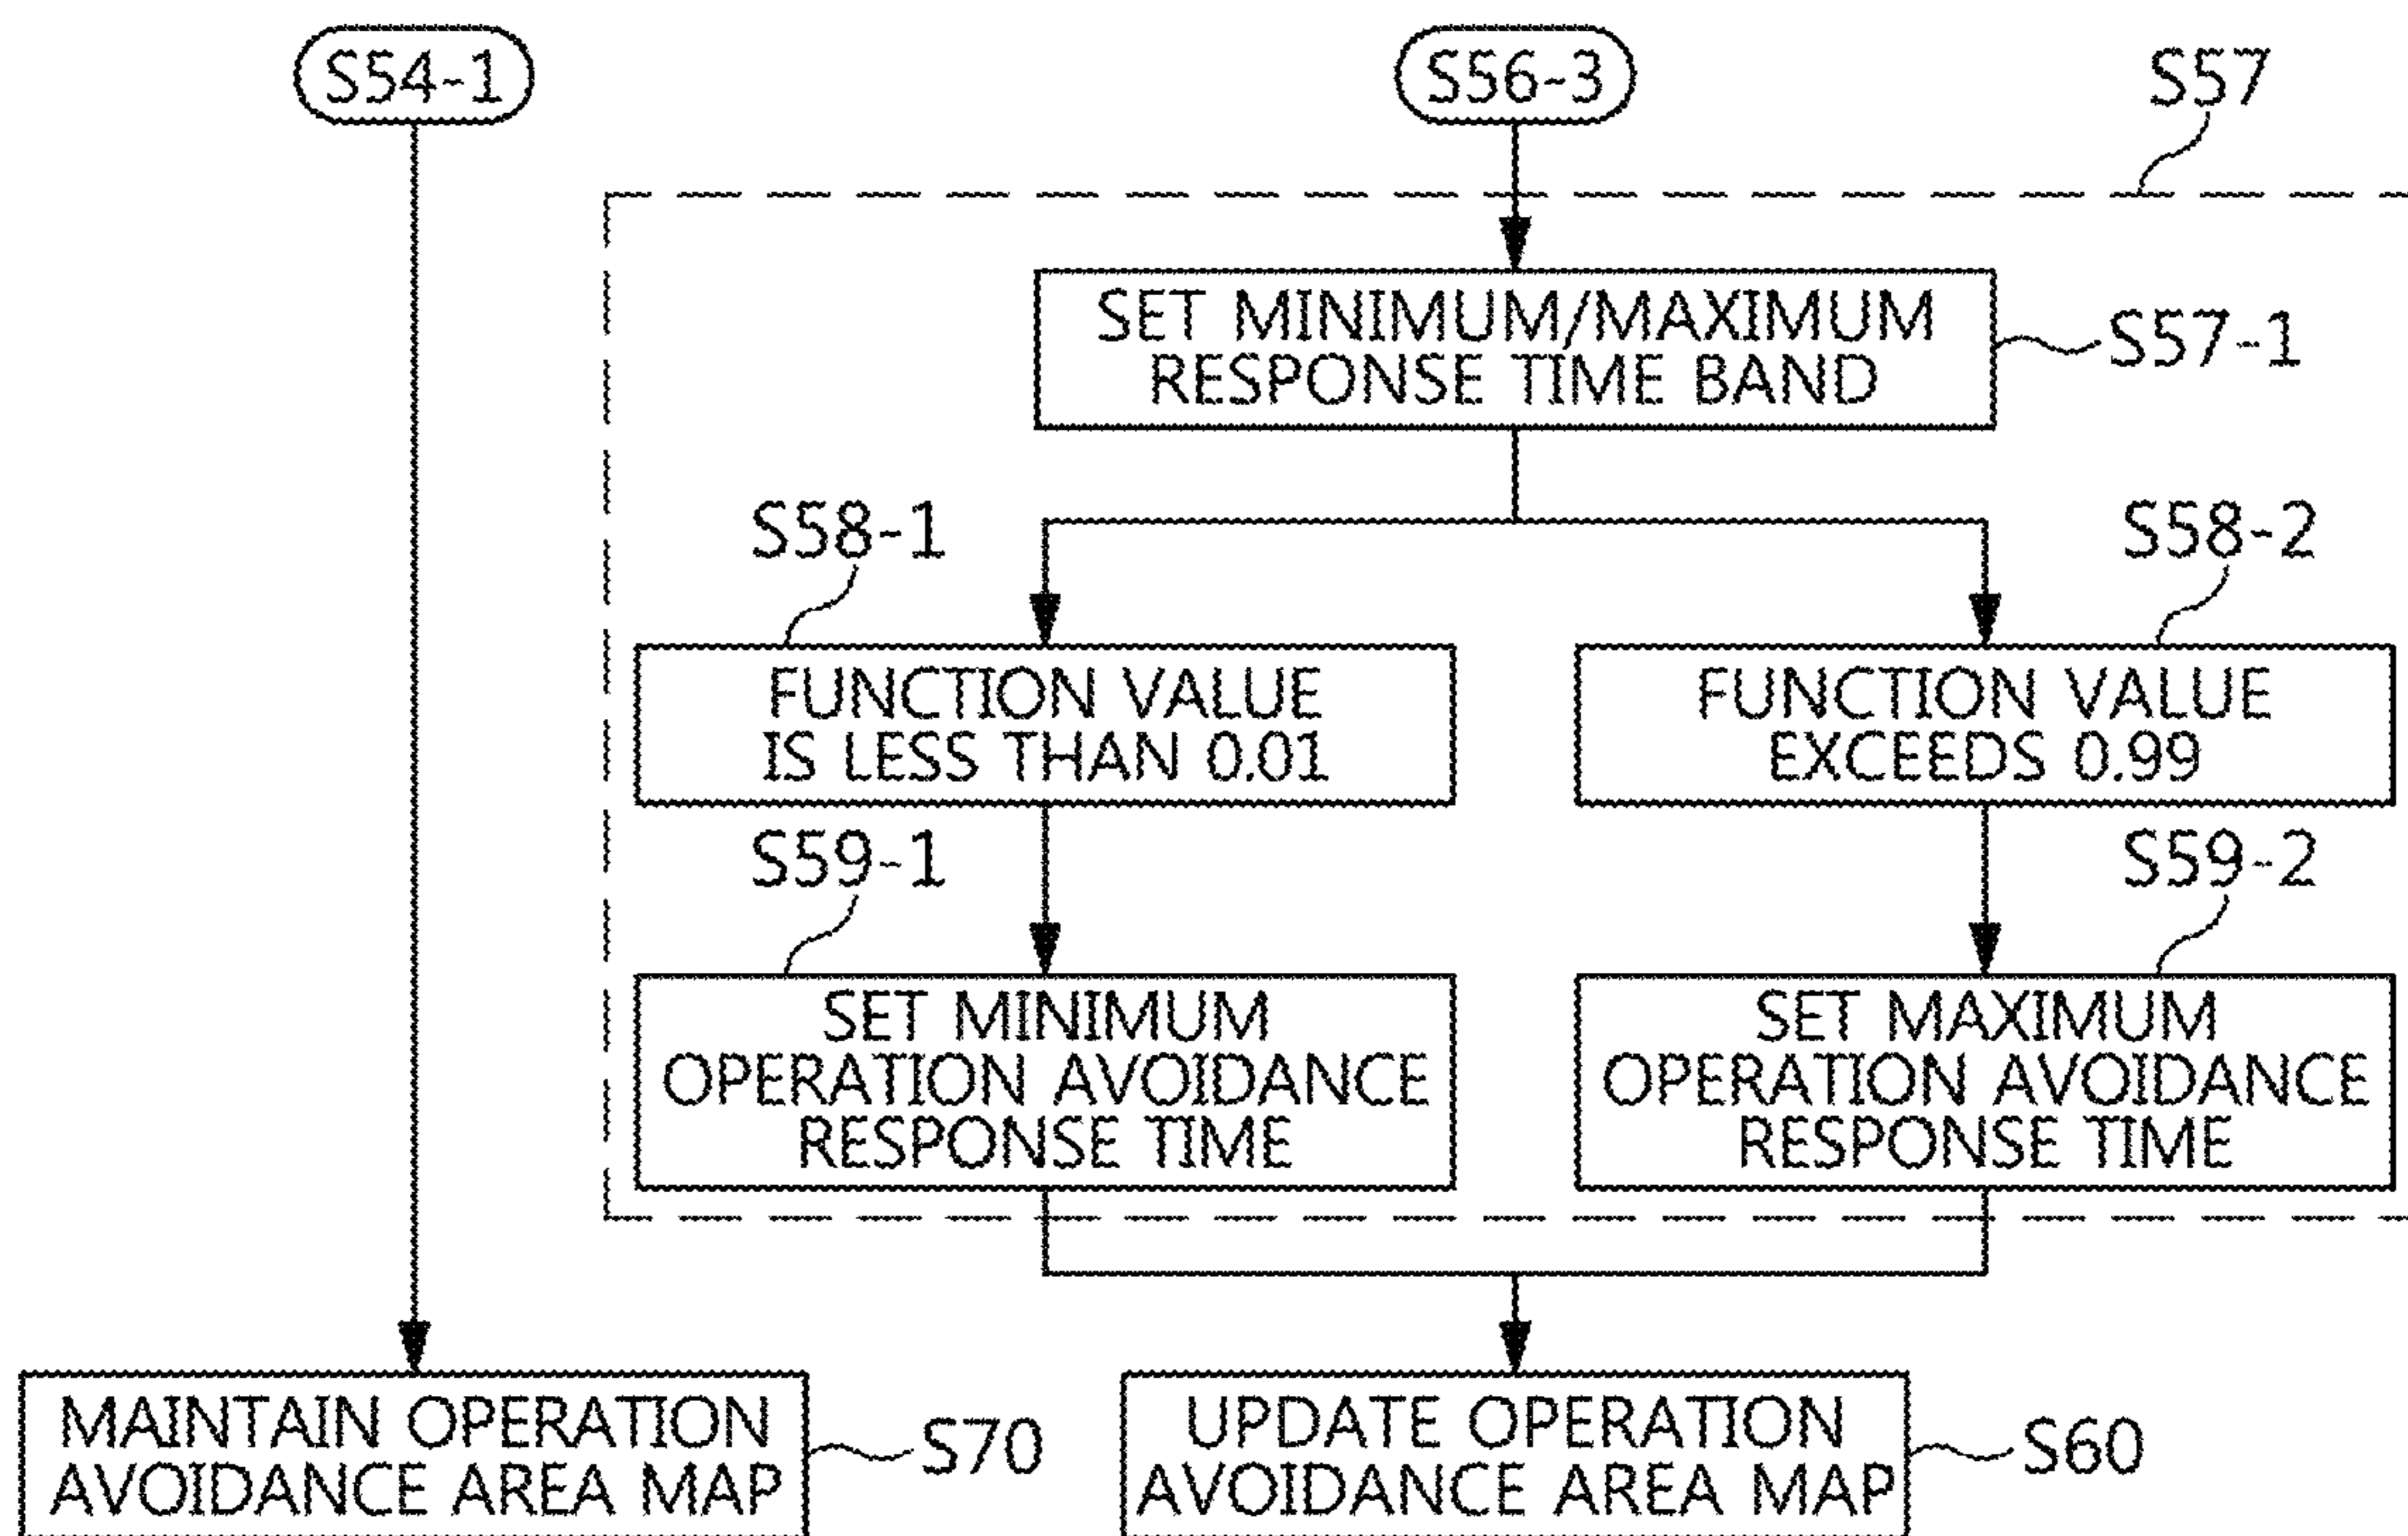 S54-1
S56-3
S57
SET MINIMUM/MAXIMUM
RESPONSE TIME BAND
S57-1
S58-1
S58-2
FUNCTION VALUE
IS LESS THAN 0.01
FUNCTION VALUE
EXCEEDS 0.99
S59-1
S59-2
SET MINIMUM
OPERATION AVOIDANCE
RESPONSE TIME
SET MAXIMUM
OPERATION AVOIDANCE
RESPONSE TIME
MAINTAIN OPERATION
AVOIDANCE AREA MAP
S70
UPDATE OPERATION
AVOIDANCE AREA MAP
S60